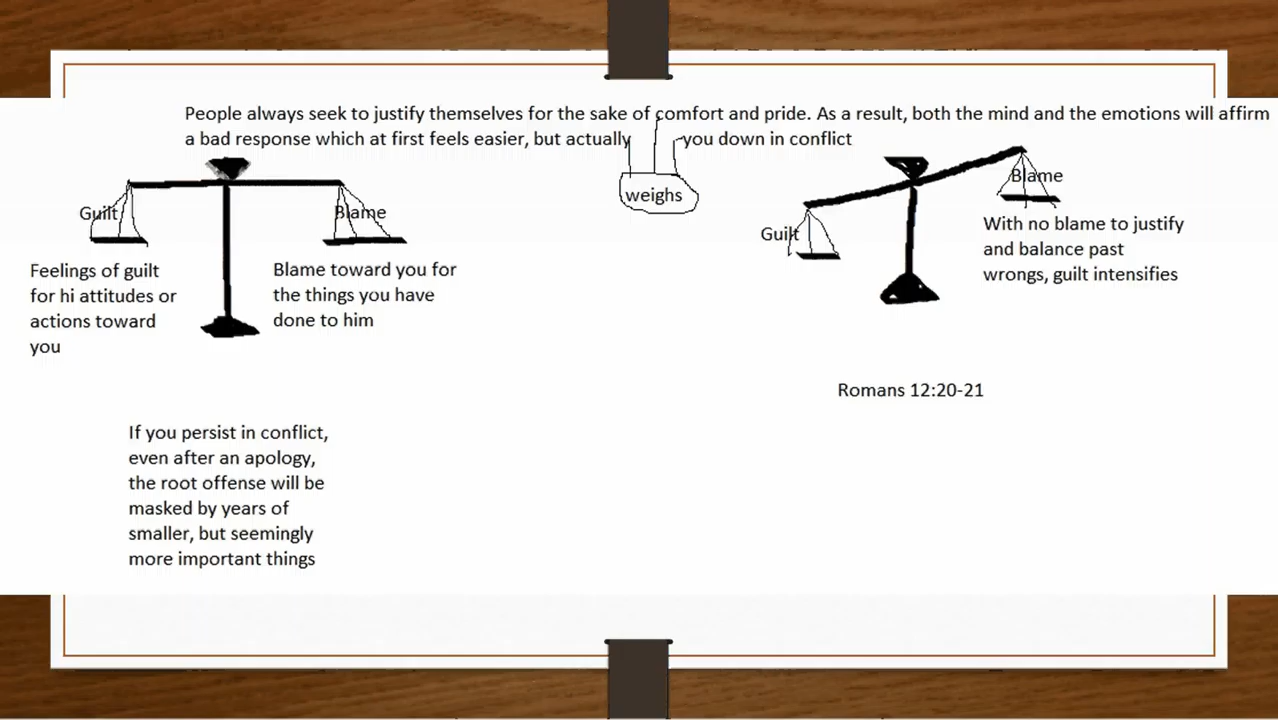 People always seek to justify themselves for the sake of comfort and pride. As a result, both the mind and the emotions will affirm
a bad response which at first feels easier, but actually weighs you down in conflict
Guilt
Blame
Feelings of guilt
for hi attitudes or
actions toward
you
Blame toward you for
the things you have
done to him
Guilt
Blame
With no blame to justify
and balance past
wrongs, guilt intensifies
Romans 12:20-21
If you persist in conflict,
even after an apology,
the root offense will be
masked by years of
smaller, but seemingly
more important things